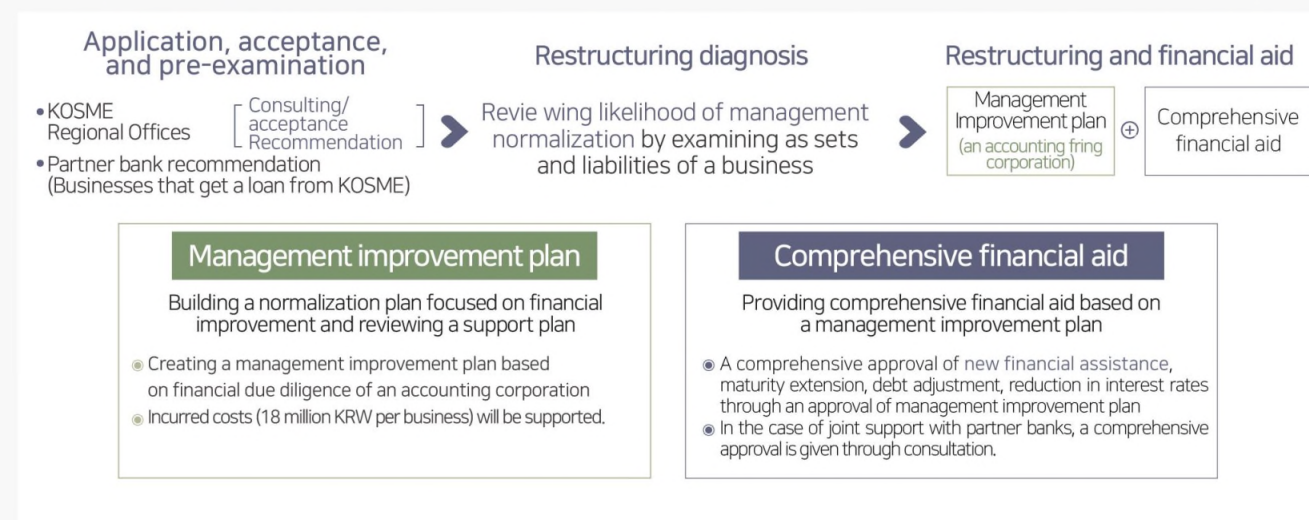 Application, acceptance,
and pre-examination
•KOSME
Regional Offices
Consulting/
acceptance
Recommendation
•Partner bank recommendation
(Businesses that get a loan from KOSME)
Restructuring diagnosis
Revie wing likelihood of management
normalization by examining as sets
and liabilities of a business
Restructuring and financial aid
Management
Improvement plan
(an accounting fring
corporation)
Comprehensive
financial aid
Management improvement plan
Building a normalization plan focused on financial
improvement and reviewing a support plan
Creating a management improvement plan based
on financial due diligence of an accounting corporation
Incurred costs (18 million KRW per business) will be supported.
Comprehensive financial aid
Providing comprehensive financial aid based on
a management improvement plan
A comprehensive approval of new financial assistance,
maturity extension, debt adjustment, reduction in interest rates
through an approval of management improvement plan
In the case of joint support with partner banks, a comprehensive
approval is given through consultation.